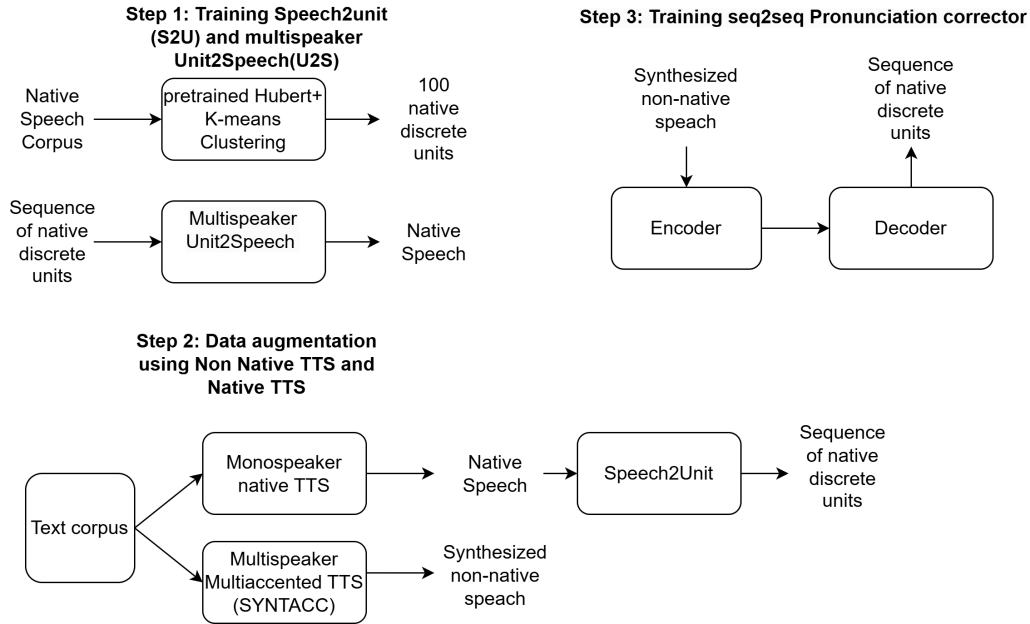 Step 1: Training Speech2unit
(S2U) and multispeaker
Unit2Speech(U2S)
Native
Speech
Corpus
pretrained Hubert+
K-means
Clustering
100
native
discrete
units
Sequence
of native
discrete
units
Multispeaker
Unit2Speech
Native
Speech
Step 3: Training seq2seq Pronunciation corrector
Synthesized
non-native
speach
Sequence
of native
discrete
units
Encoder
Decoder
Step 2: Data augmentation
using Non Native TTS and
Native TTS
Text corpus
Monospeaker
native TTS
Native
Speech
Speech2Unit
Sequence
of native
discrete
units
Multispeaker
Multiaccented TTS
(SYNTACC)
Synthesized
non-native
speach